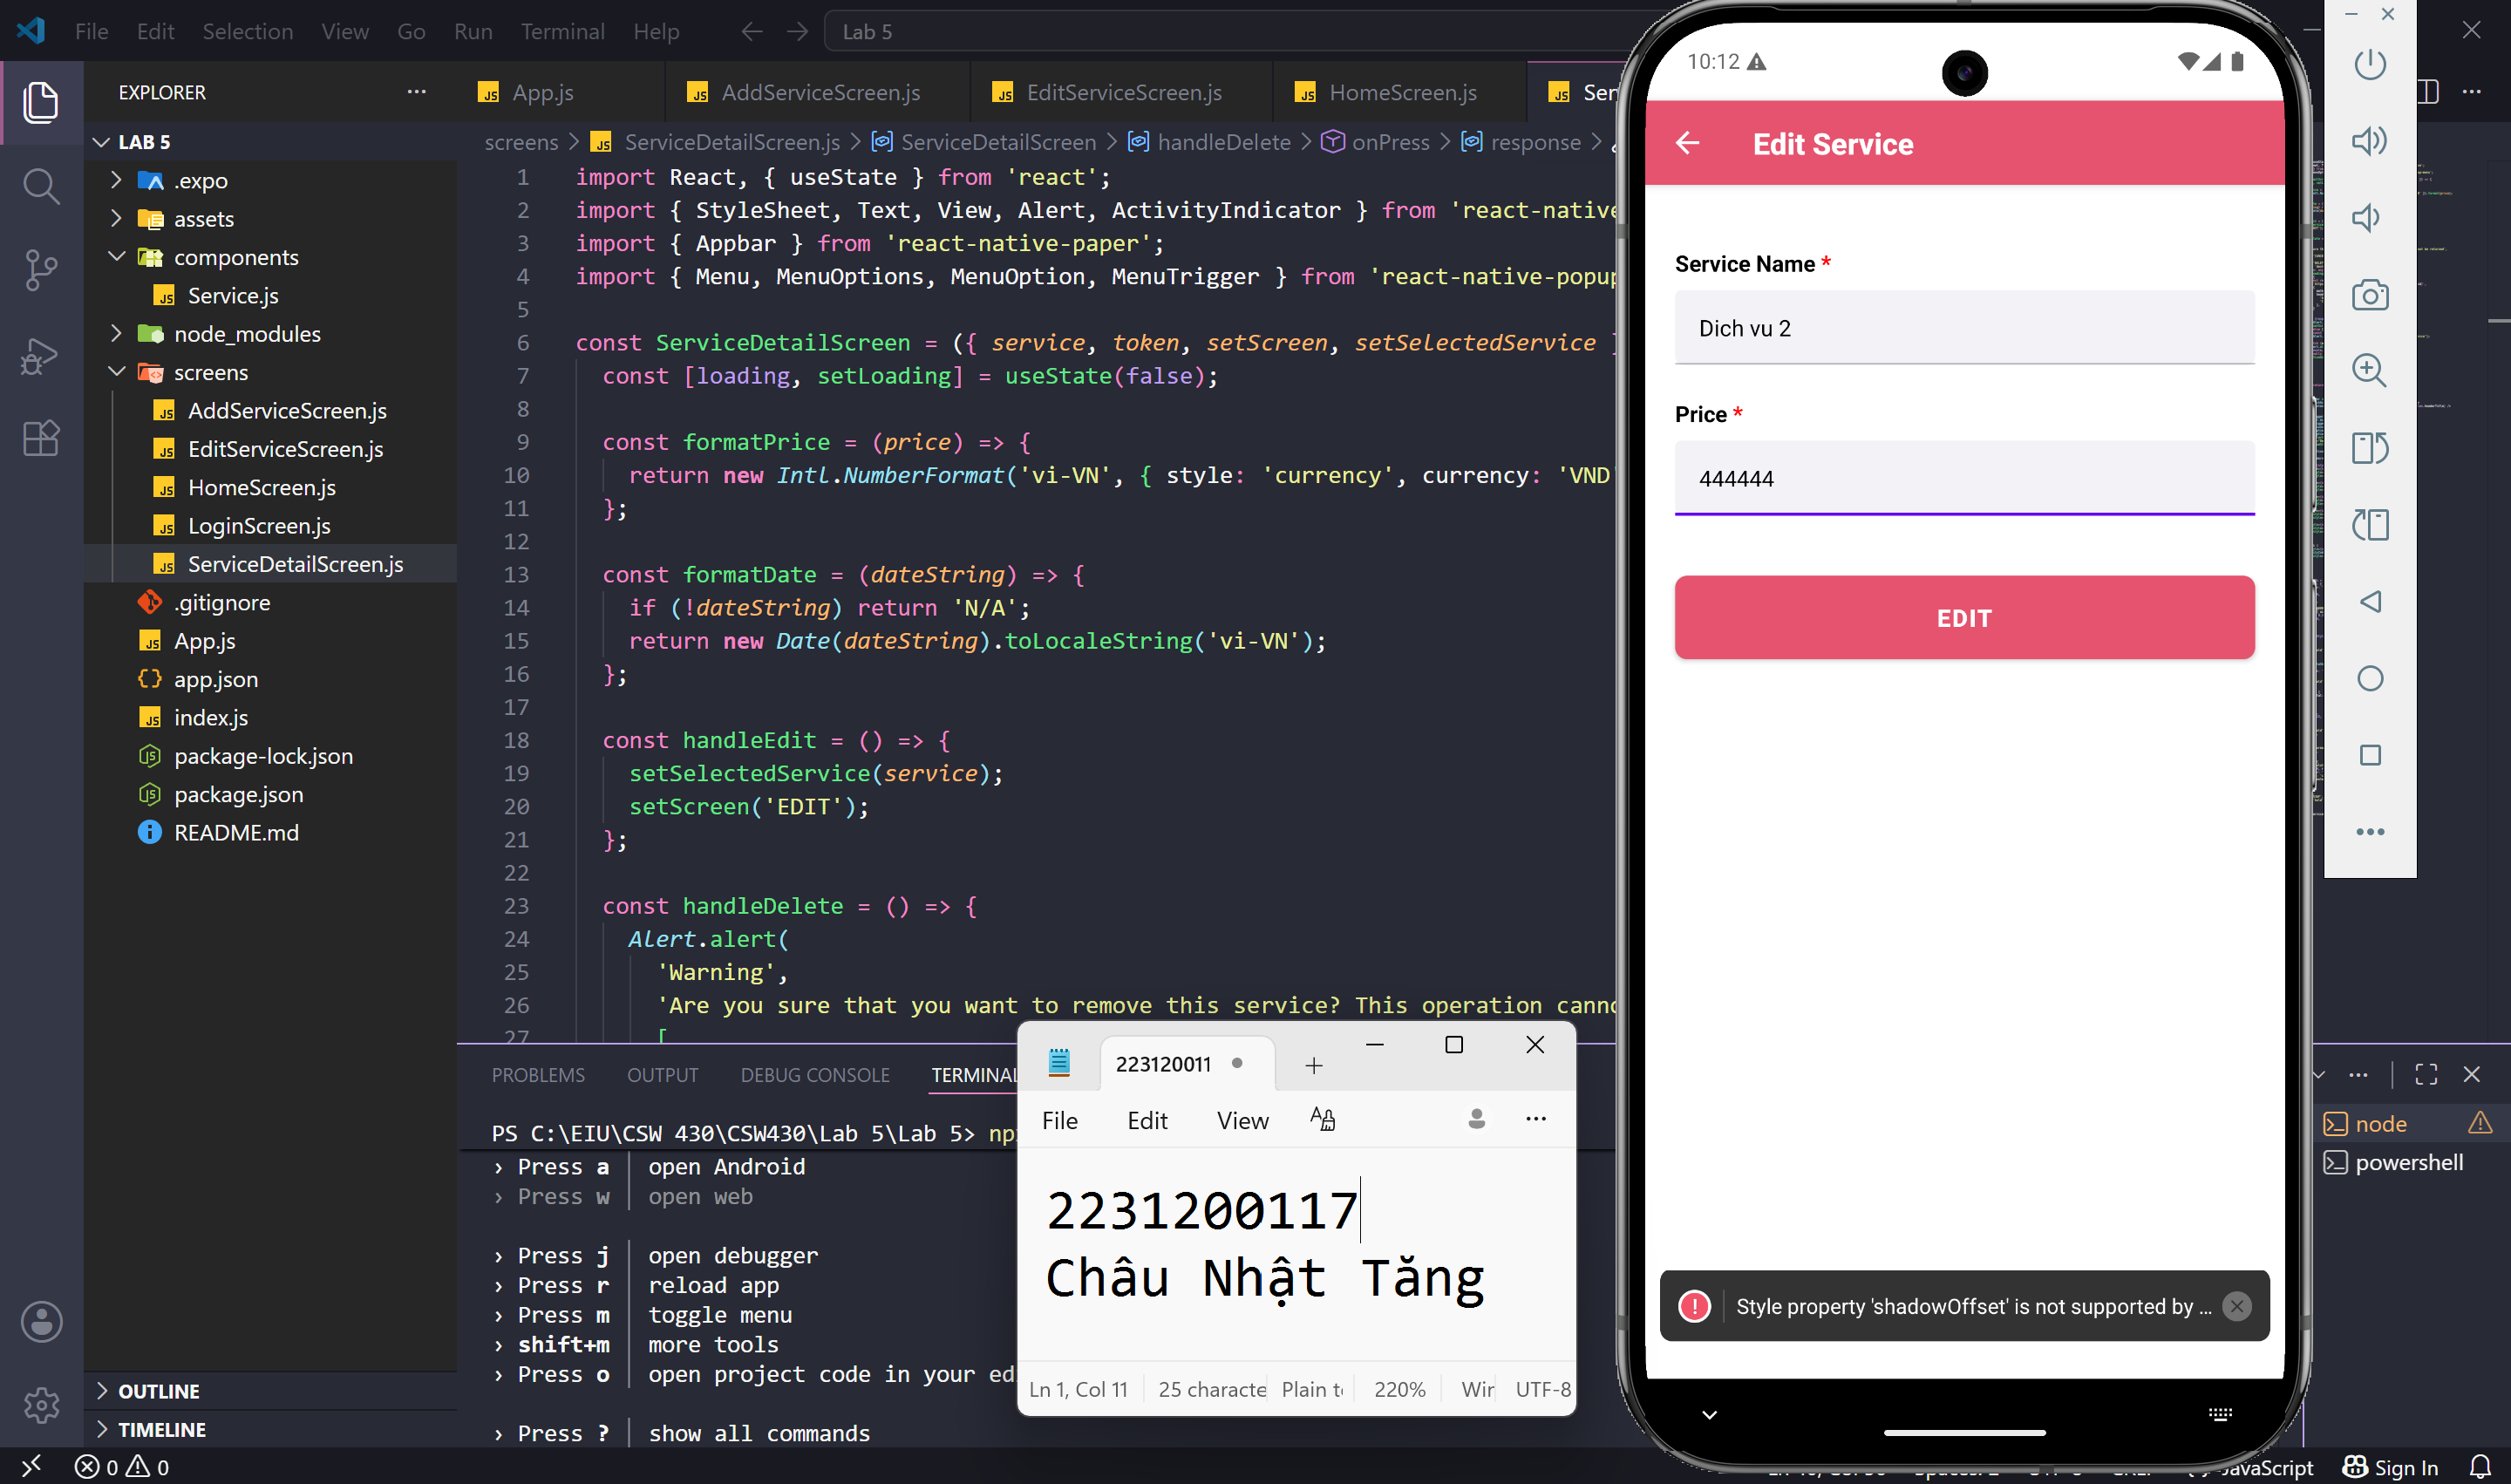 File Edit Selection View Go Run Terminal Help
Lab 5
EXPLORER
LAB 5
.expo
assets
components
Service.js
node_modules
screens
AddServiceScreen.js
EditServiceScreen.js
HomeScreen.js
LoginScreen.js
ServiceDetailScreen.js
.gitignore
App.js
app.json
index.js
package-lock.json
package.json
README.md
OUTLINE
TIMELINE
App.js AddServiceScreen.js EditServiceScreen.js HomeScreen.js
screens > ServiceDetailScreen.js > ServiceDetailScreen > handleDelete > onPress > response >
1 import React, { useState } from 'react';
2 import { StyleSheet, Text, View, Alert, ActivityIndicator } from 'react-native
3 import { Appbar } from 'react-native-paper';
4 import { Menu, MenuOptions, MenuOption, MenuTrigger } from 'react-native-popup
5
6 const ServiceDetailScreen = ({ service, token, setScreen, setSelectedService }
7 const [loading, setLoading] = useState(false);
8
9 const formatPrice = (price) => {
10 return new Intl.NumberFormat('vi-VN', { style: 'currency', currency: 'VND'
11 };
12
13 const formatDate = (dateString) => {
14 if (!dateString) return 'N/A';
15 return new Date(dateString).toLocaleString('vi-VN');
16 };
17
18 const handleEdit = () => {
19 setSelectedService(service);
20 setScreen('EDIT');
21 };
22
23 const handleDelete = () => {
24 Alert.alert(
25 'Warning',
26 'Are you sure that you want to remove this service? This operation
27 [
PROBLEMS OUTPUT DEBUG CONSOLE TERMINAL
PS C:\EIU\CSW 430\CSW430\Lab 5\Lab 5>
› Press a │ open Android
› Press w │ open web
› Press j │ open debugger
› Press r │ reload app
› Press m │ toggle menu
› shift+m │ more tools
› Press o │ open project code in your
› Press ? │ show all commands
node
powershell
0 0
JavaScript Sign In
223120011
File Edit View
2231200117
Châu Nhật Tăng
Ln 1, Col 11 25 characte Plain 220% UTF-8
10:12
Edit Service
Service Name *
Dich vu 2
Price *
444444
EDIT
Style property 'shadowOffset' is not supported by ...